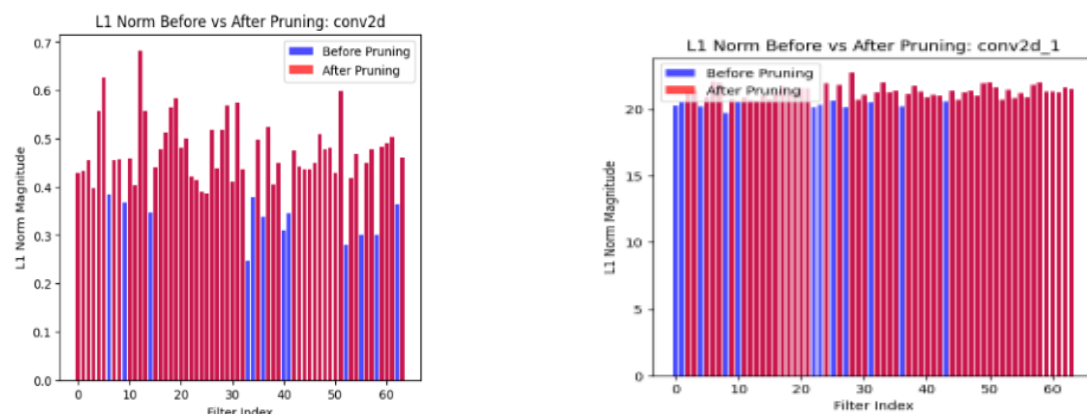 L1 Norm Before vs After Pruning: conv2d
Before Pruning
After Pruning
L1 Norm Magnitude
0.7
0.6
0.5
0.4
0.3
0.2
0.1
0.0
0 10 20 30 40 50 60
Filter Index
L1 Norm Before vs After Pruning: conv2d_1
Before Pruning
After Pruning
L1 Norm Magnitude
20
15
10
5
0
0 10 20 30 40 50 60
Filter Index